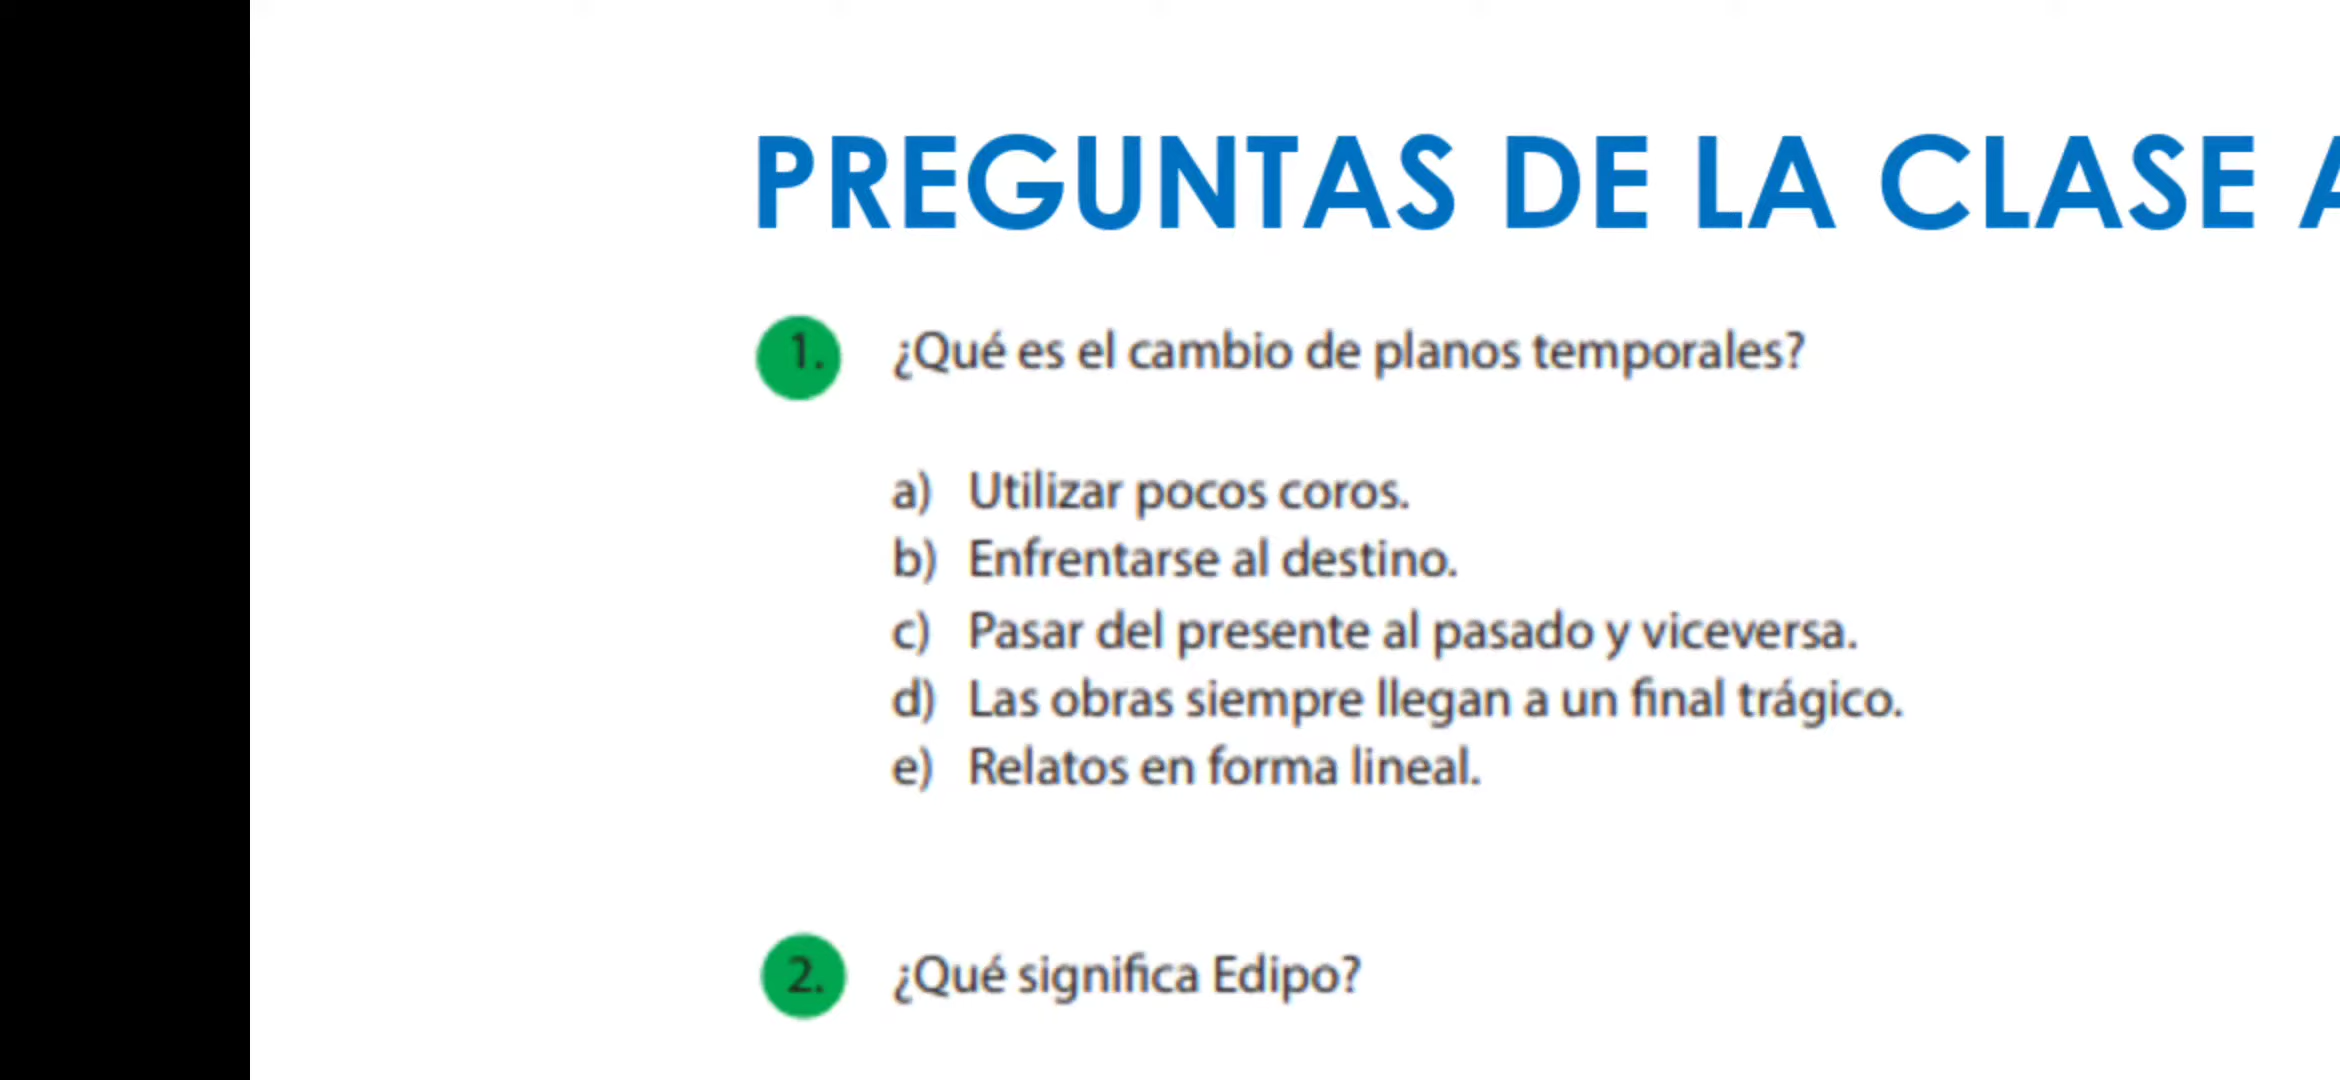 PREGUNTAS DE LA CLASE A
1. ¿Qué es el cambio de planos temporales?
a) Utilizar pocos coros.
b) Enfrentarse al destino.
c) Pasar del presente al pasado y viceversa.
d) Las obras siempre llegan a un final trágico.
e) Relatos en forma lineal.
2. ¿Qué significa Edipo?